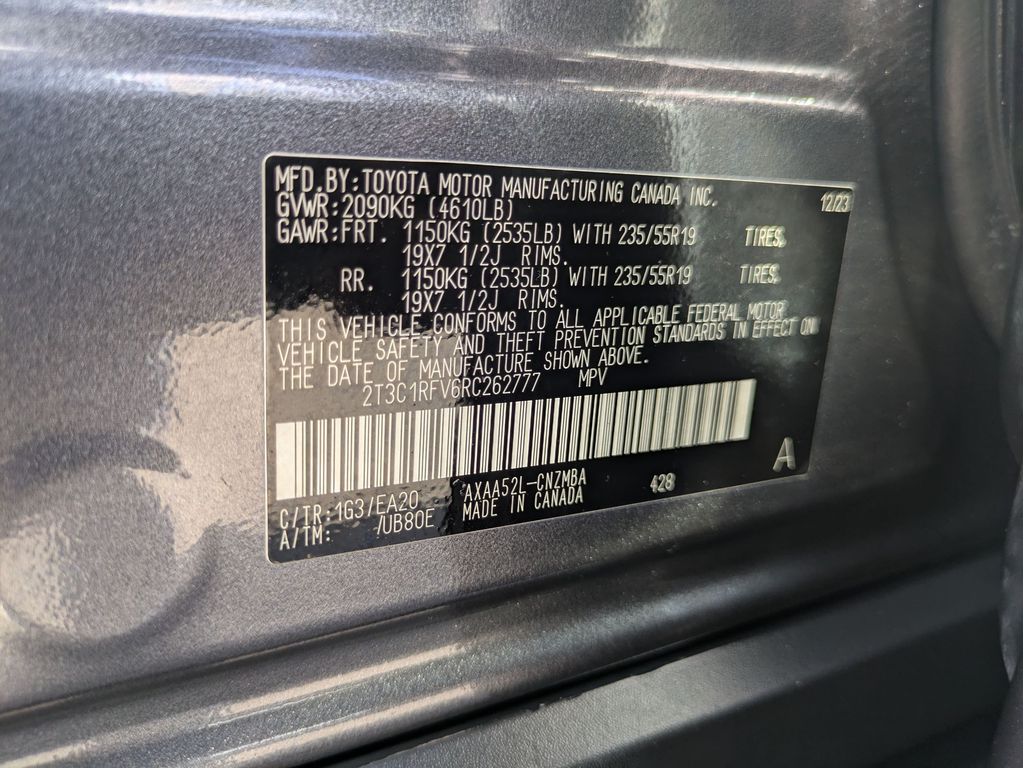 MFD.BY:TOYOTA MOTOR MANUFACTURING CANADA INC. 12/23
GVWR:2090KG (4610LB)
GAWR:FRT. 1150KG (2535LB) WITH 235/55R19 TIRES,
19X7 1/2J RIMS.
RR. 1150KG (2535LB) WITH 235/55R19 TIRES,
19X7 1/2J RIMS.
THIS VEHICLE CONFORMS TO ALL APPLICABLE FEDERAL MOTOR
VEHICLE SAFETY AND THEFT PREVENTION STANDARDS IN EFFECT ON
THE DATE OF MANUFACTURE SHOWN ABOVE.
2T3C1RFV6RC262777 MPV
A
C/TR:1G3/EA20 AXAA52L-CNZMBA 428
A/TM: /UB80E MADE IN CANADA